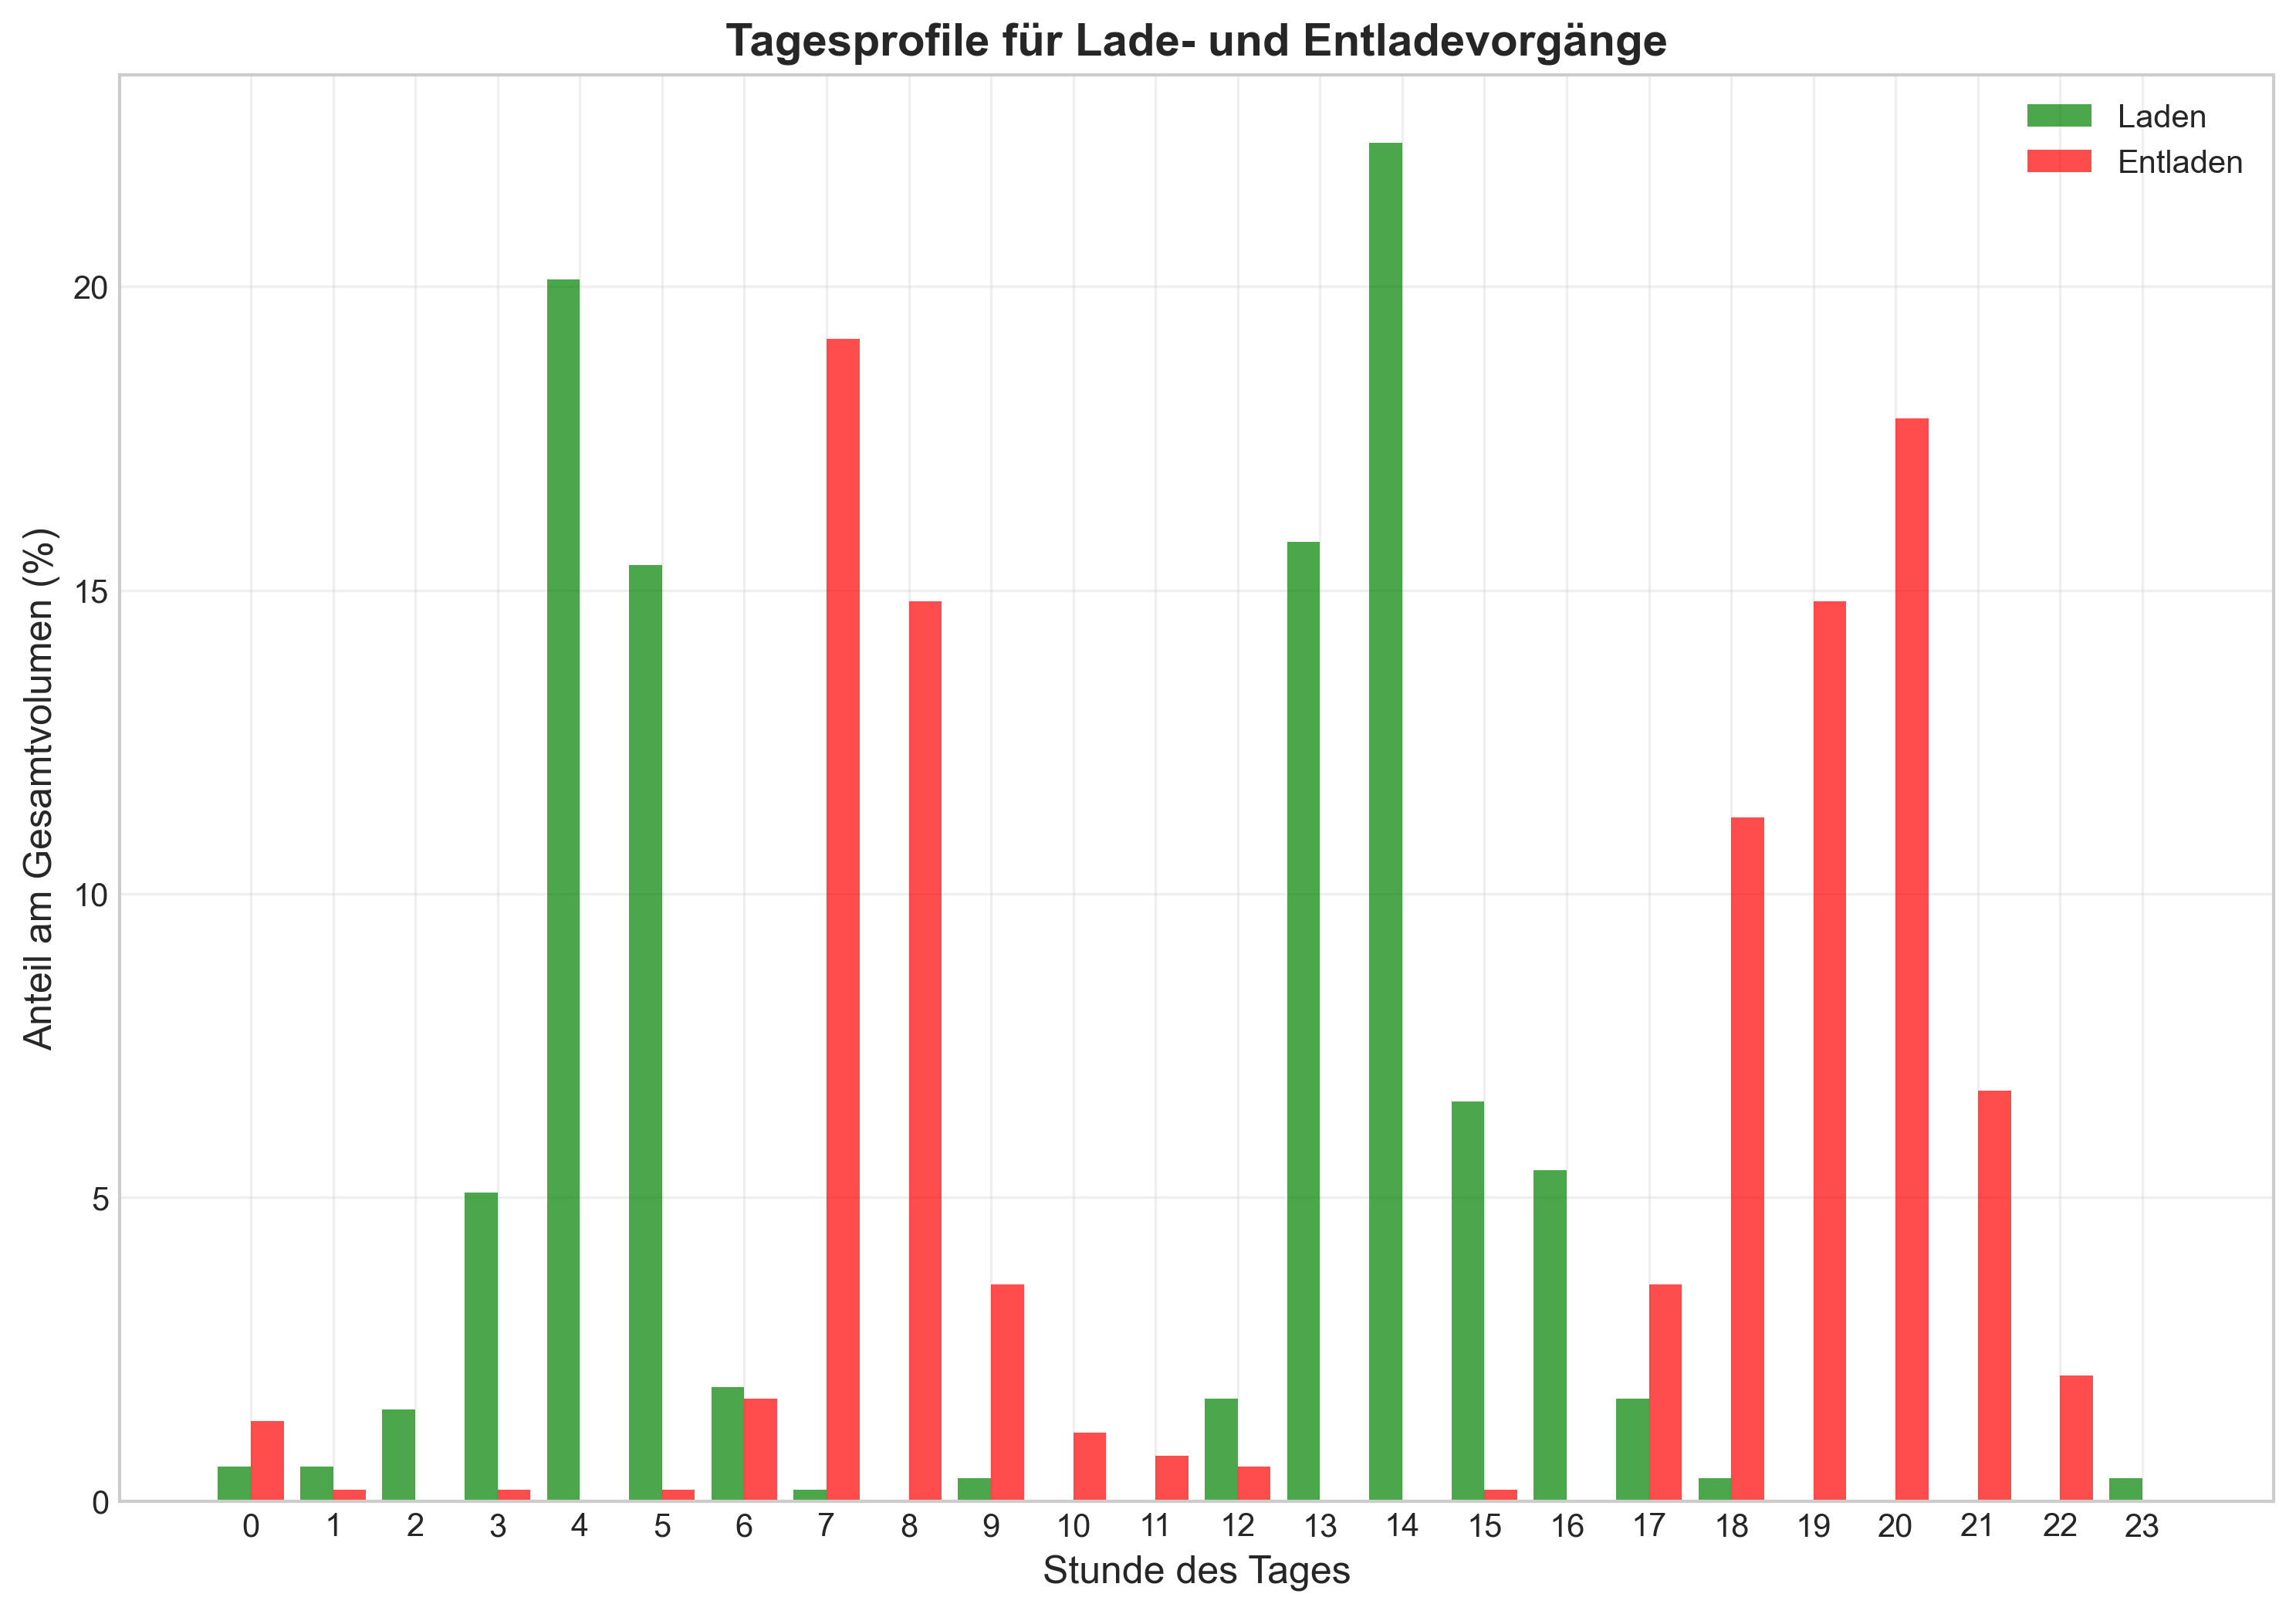 Tagesprofile für Lade- und Entladevorgänge
Laden
Entladen
Anteil am Gesamtvolumen (%)
20
15
10
5
0
0 1 2 3 4 5 6 7 8 9 10 11 12 13 14 15 16 17 18 19 20 21 22 23
Stunde des Tages